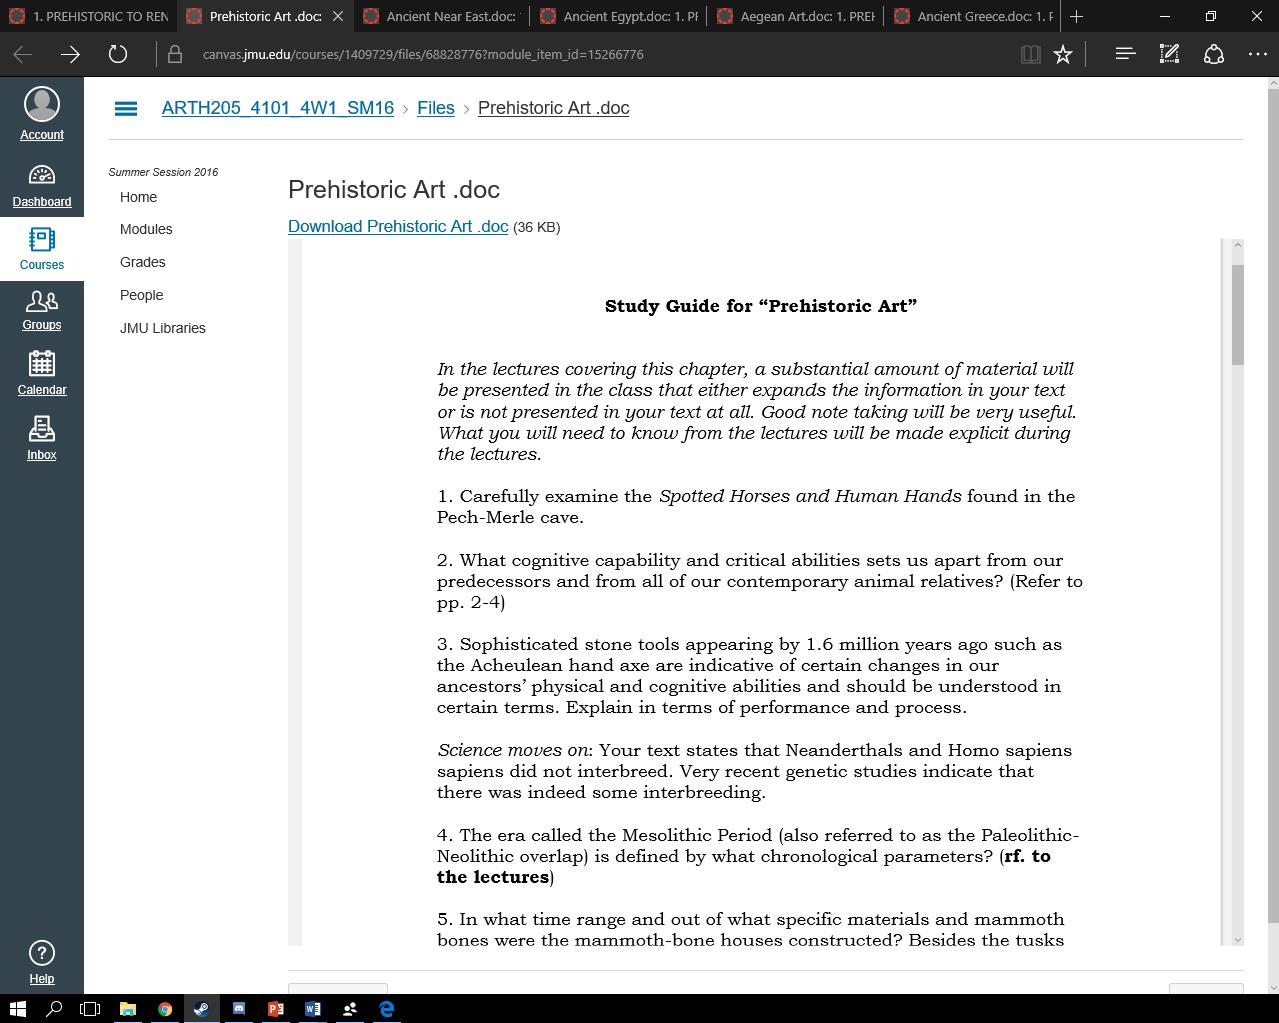 1. PREHISTORIC TO REN
Prehistoric Art .doc:
Ancient Near East.doc:
Ancient Egypt.doc: 1. PF
Aegean Art.doc: 1. PREH
Ancient Greece.doc: 1. F
canvas.jmu.edu/courses/1409729/files/68828776?module_item_id=15266776
Account
Dashboard
Courses
Groups
Calendar
Inbox
Help
ARTH205_4101_4W1_SM16 > Files > Prehistoric Art .doc
Summer Session 2016
Home
Modules
Grades
People
JMU Libraries
Prehistoric Art .doc
Download Prehistoric Art .doc (36 KB)
Study Guide for “Prehistoric Art”
In the lectures covering this chapter, a substantial amount of material will
be presented in the class that either expands the information in your text
or is not presented in your text at all. Good note taking will be very useful.
What you will need to know from the lectures will be made explicit during
the lectures.
1. Carefully examine the Spotted Horses and Human Hands found in the
Pech-Merle cave.
2. What cognitive capability and critical abilities sets us apart from our
predecessors and from all of our contemporary animal relatives? (Refer to
pp. 2-4)
3. Sophisticated stone tools appearing by 1.6 million years ago such as
the Acheulean hand axe are indicative of certain changes in our
ancestors’ physical and cognitive abilities and should be understood in
certain terms. Explain in terms of performance and process.
Science moves on: Your text states that Neanderthals and Homo sapiens
sapiens did not interbreed. Very recent genetic studies indicate that
there was indeed some interbreeding.
4. The era called the Mesolithic Period (also referred to as the Paleolithic-
Neolithic overlap) is defined by what chronological parameters? (rf. to
the lectures)
5. In what time range and out of what specific materials and mammoth
bones were the mammoth-bone houses constructed? Besides the tusks